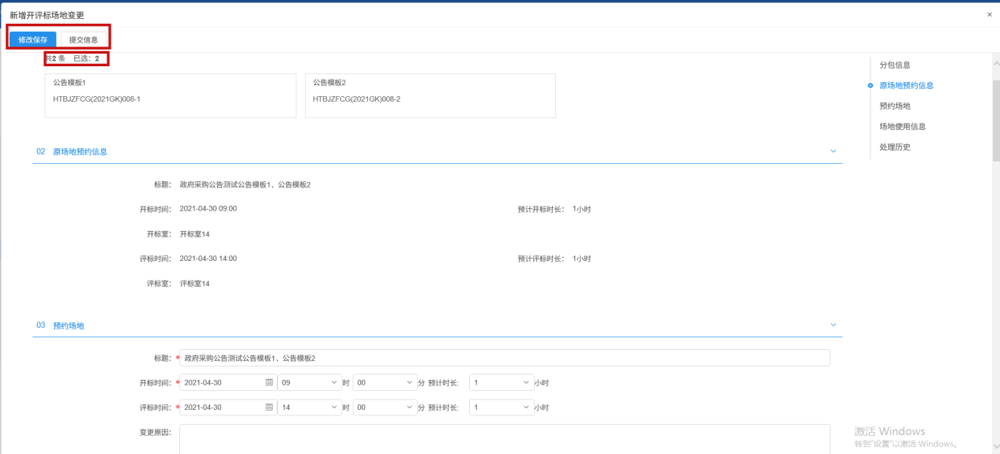 新增开评标场地变更
×
修改保存 提交信息
共2 条 已选：2
公告模板1 公告模板2
HTBJZFCG(2021GK)008-1 HTBJZFCG(2021GK)008-2
分包信息
原场地预约信息
预约场地
场地使用信息
处理历史
02 原场地预约信息
标题： 政府采购公告测试公告模板1、公告模板2
开标时间： 2021-04-30 09:00 预计开标时长： 1小时
开标室： 开标室14
评标时间： 2021-04-30 14:00 预计评标时长： 1小时
评标室： 评标室14
03 预约场地
标题：* 政府采购公告测试公告模板1、公告模板2
开标时间：* 2021-04-30 09 时 00 分 预计时长: 1 小时
评标时间：* 2021-04-30 14 时 00 分 预计时长: 1 小时
变更原因：
激活 Windows
转到"设置"以激活 Windows。